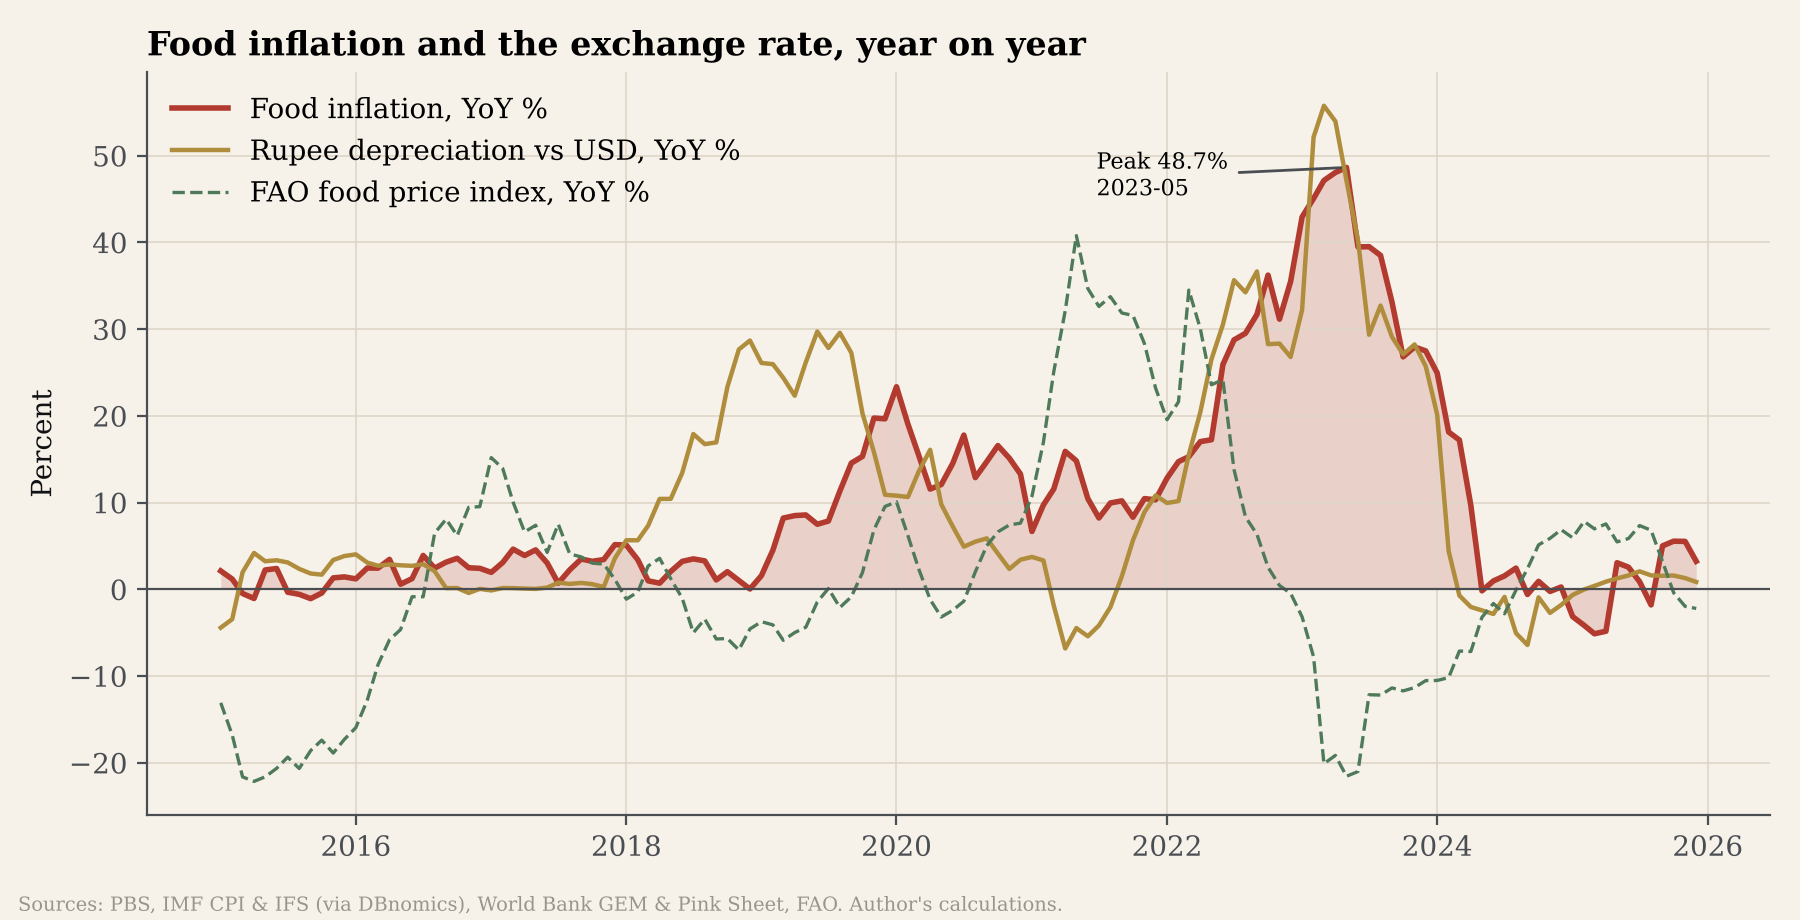 Food inflation and the exchange rate, year on year
Food inflation, YoY %
Rupee depreciation vs USD, YoY %
FAO food price index, YoY %
Peak 48.7%
2023-05
Percent
50
40
30
20
10
0
−10
−20
2016
2018
2020
2022
2024
2026
Sources: PBS, IMF CPI & IFS (via DBnomics), World Bank GEM & Pink Sheet, FAO. Author's calculations.